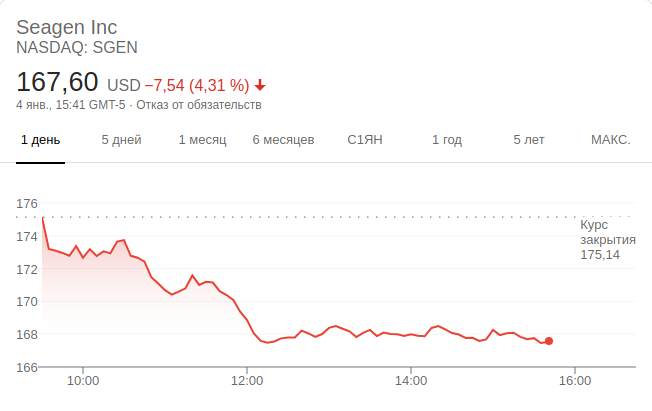 Seagen Inc
NASDAQ: SGEN
167,60 USD −7,54 (4,31 %)
4 янв., 15:41 GMT-5 · Отказ от обязательств
1 день 5 дней 1 месяц 6 месяцев С1ЯН 1 год 5 лет МАКС.
176
Курс
174
закрытия
175,14
172
170
168
166
10:00 12:00 14:00 16:00